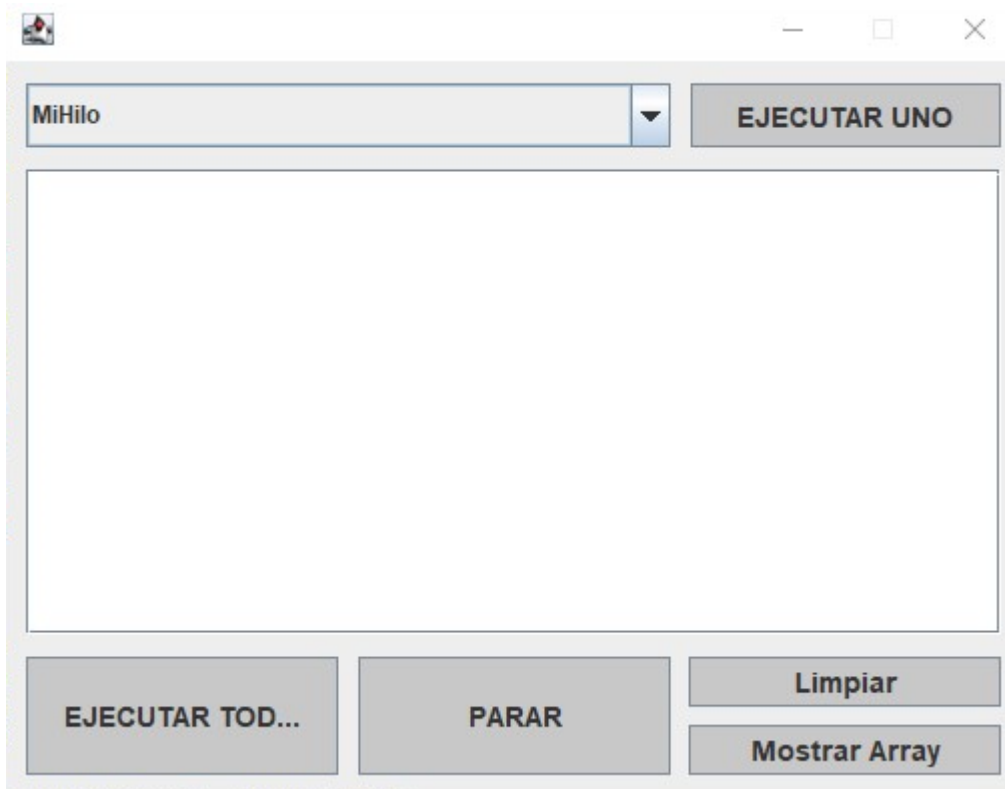 MiHilo
EJECUTAR UNO
EJECUTAR TOD...
PARAR
Limpiar
Mostrar Array